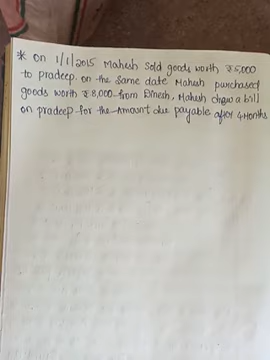 * On 1/1/2015 Mahesh Sold goods worth ₹5,000
to pradeep. on the same date Mahesh purchased
goods worth ₹8,000 from Dinesh, Mahesh drew a bill
on pradeep for the Amount due payable after 4 Months